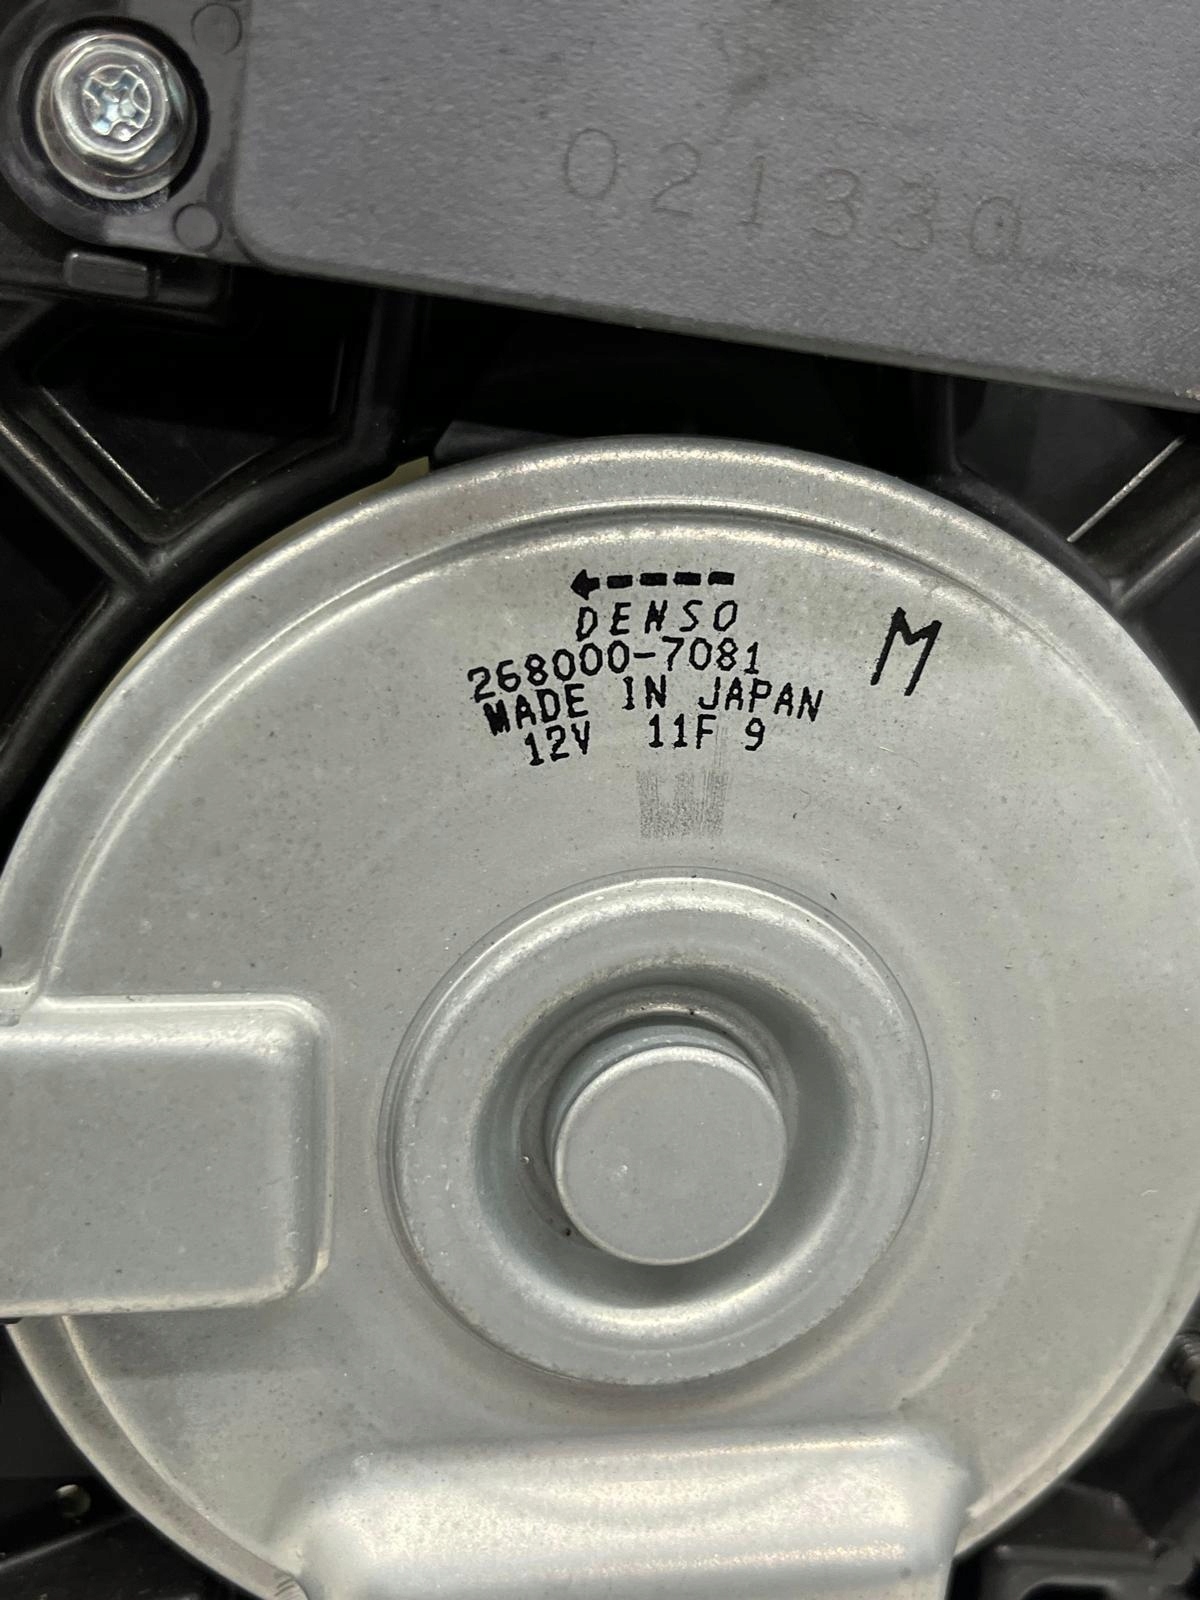 021330
DENSO
M
268000-7081
MADE IN JAPAN
12V 11F 9